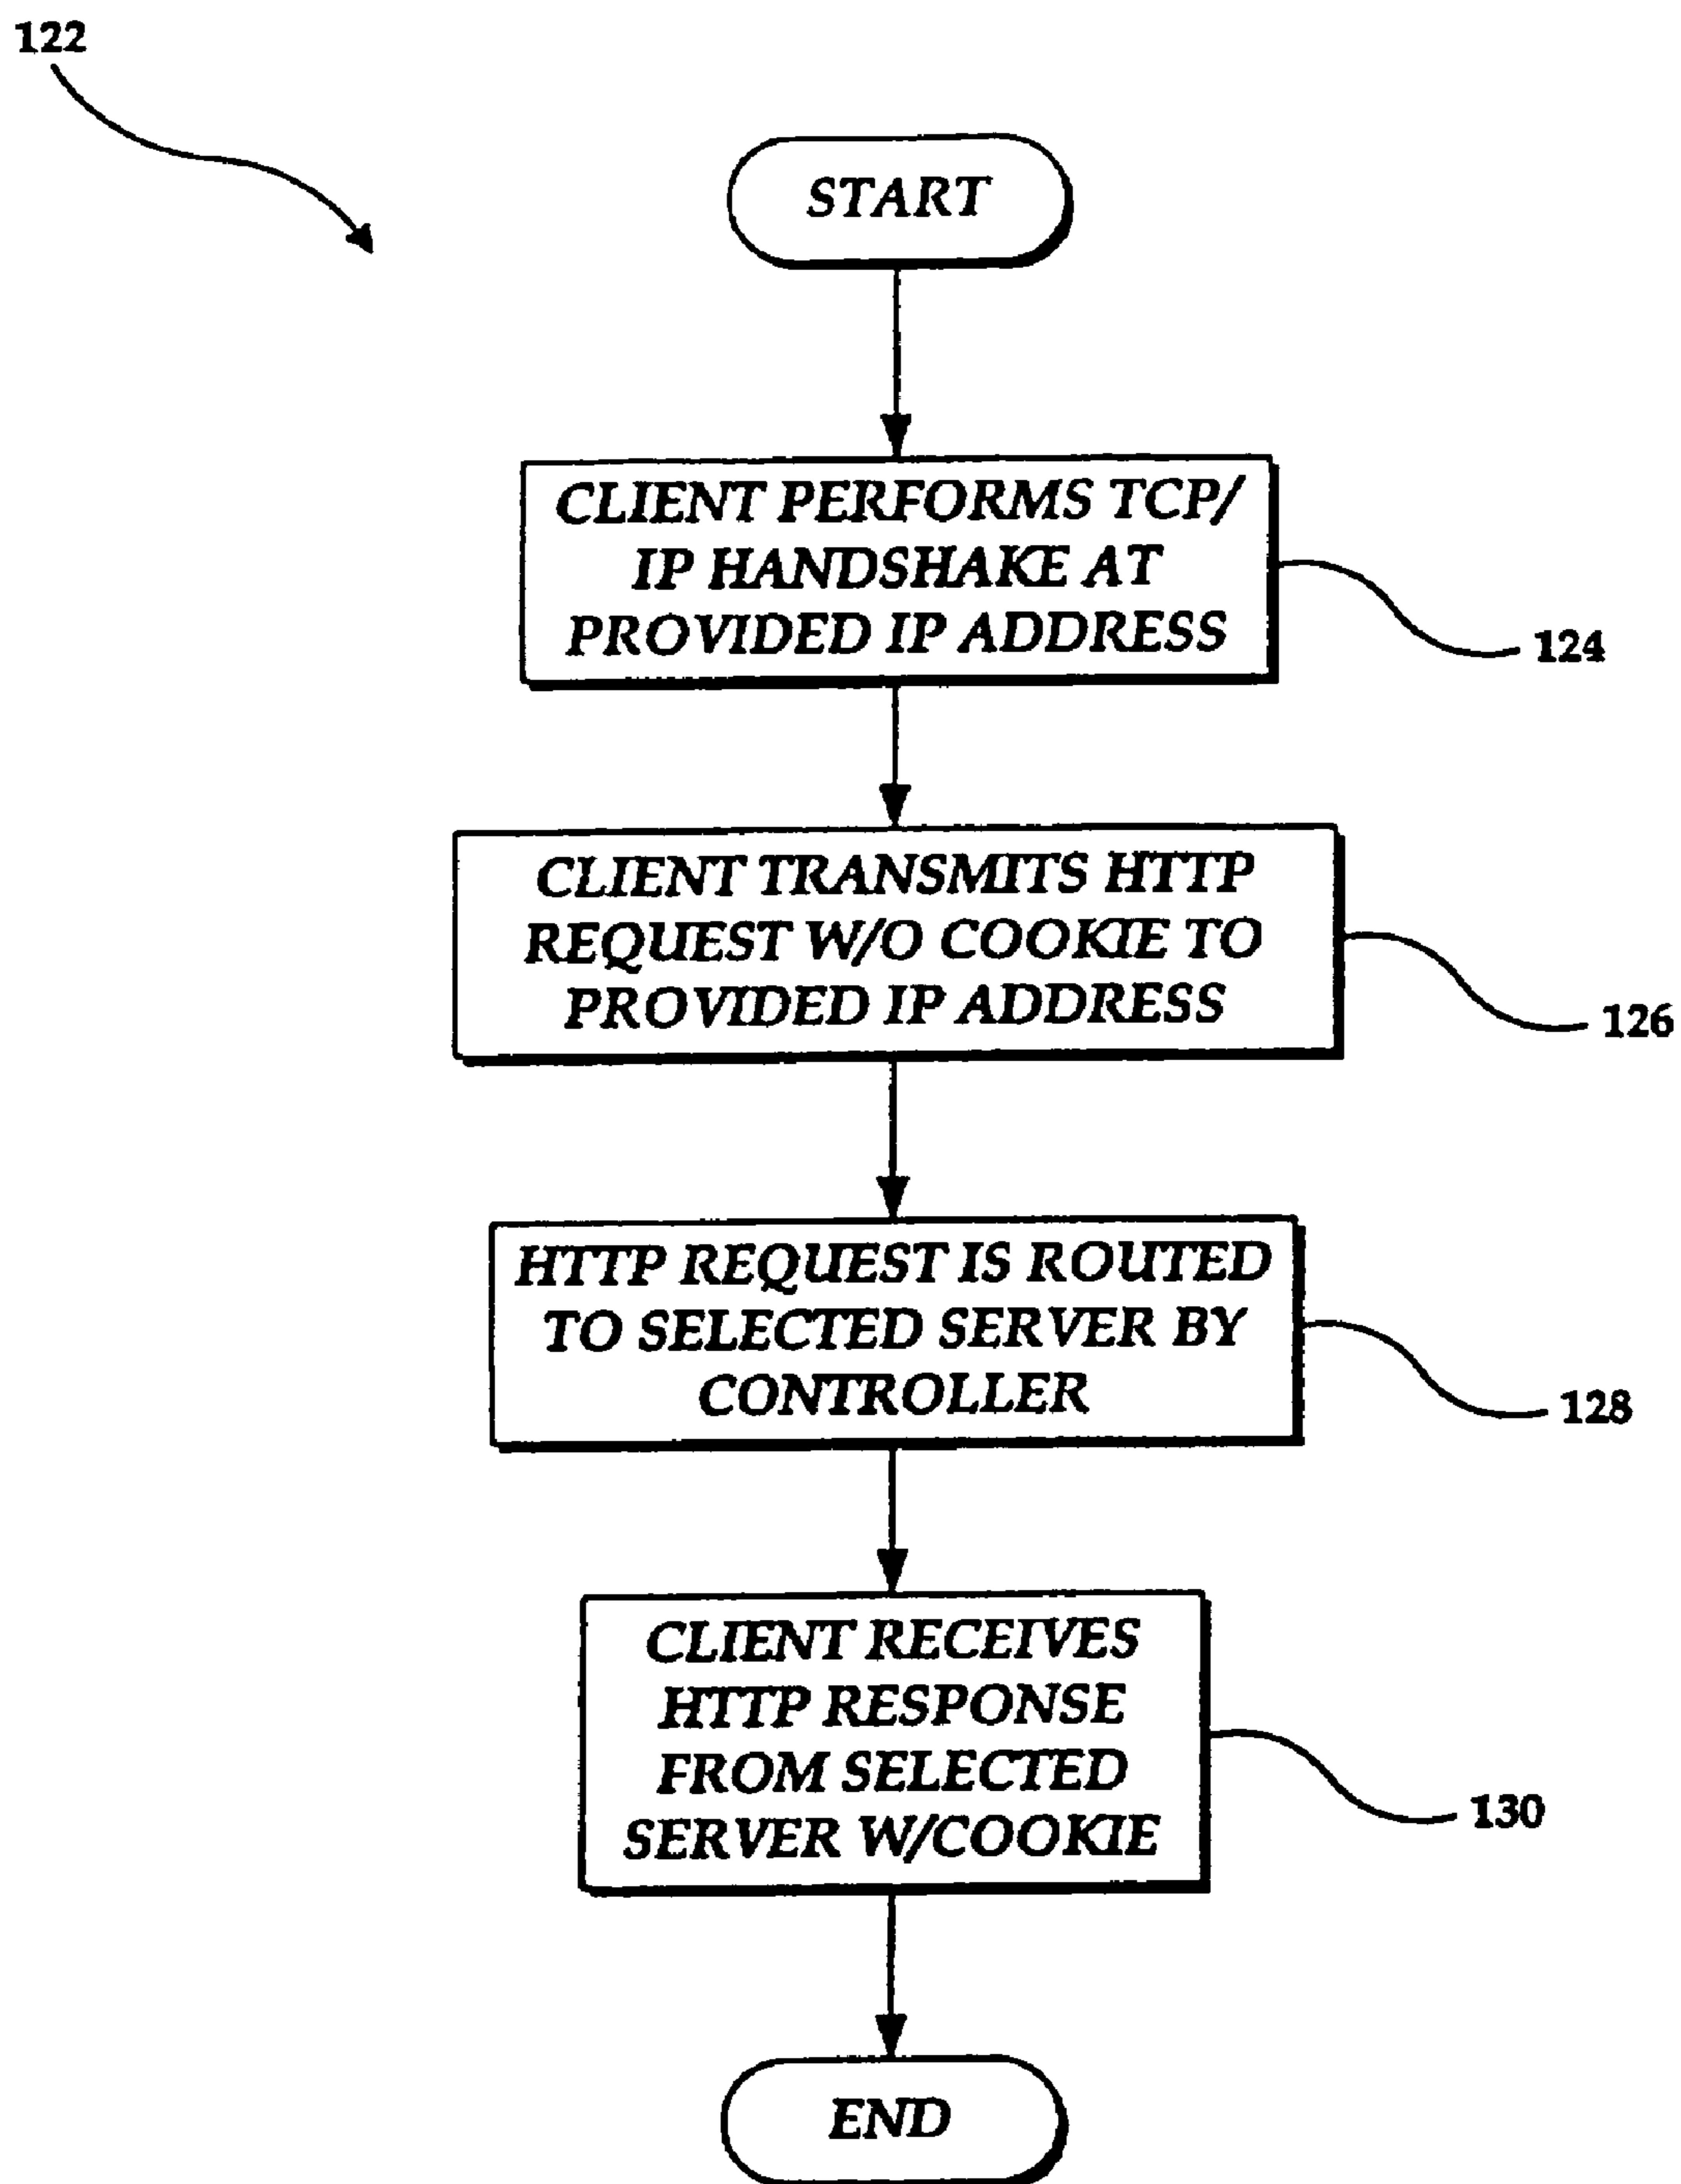 122
START
CLIENT PERFORMS TCP/
IP HANDSHAKE AT
PROVIDED IP ADDRESS
124
CLIENT TRANSMITS HTTP
REQUEST W/O COOKIE TO
PROVIDED IP ADDRESS
126
HTTP REQUEST IS ROUTED
TO SELECTED SERVER BY
CONTROLLER
128
CLIENT RECEIVES
HTTP RESPONSE
FROM SELECTED
SERVER W/COOKIE
130
END